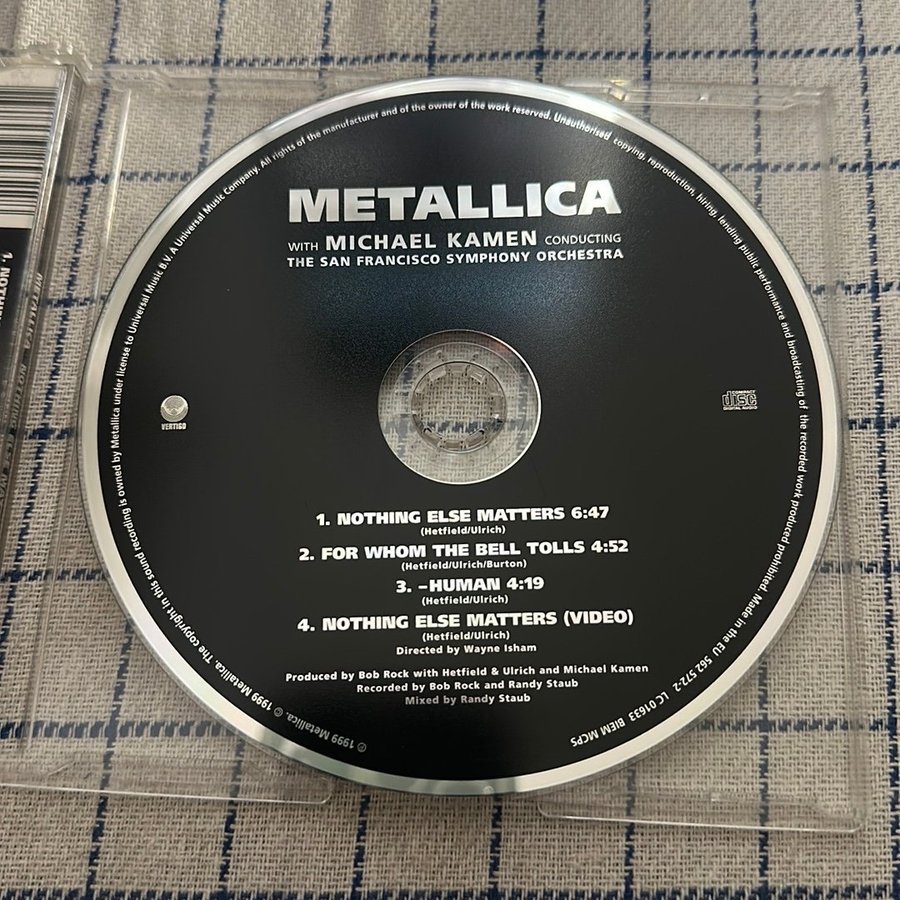 METALLICA
WITH MICHAEL KAMEN CONDUCTING
THE SAN FRANCISCO SYMPHONY ORCHESTRA
VERTIGO
COMPACT
disc
DIGITAL AUDIO
1. NOTHING ELSE MATTERS 6:47
(Hetfield/Ulrich)
2. FOR WHOM THE BELL TOLLS 4:52
(Hetfield/Ulrich/Burton)
3. –HUMAN 4:19
(Hetfield/Ulrich)
4. NOTHING ELSE MATTERS (VIDEO)
(Hetfield/Ulrich)
Directed by Wayne Isham
Produced by Bob Rock with Hetfield & Ulrich and Michael Kamen
Recorded by Bob Rock and Randy Staub
Mixed by Randy Staub
℗ 1999 Metallica. © 1999 Metallica. The copyright in this sound recording is owned by Metallica under license to Universal Music B.V. A Universal Music Company. All rights of the manufacturer and of the owner of the work reserved. Unauthorised copying, reproduction, hiring, lending public performance and broadcasting of the recorded work produced prohibited. Made in the EU 562 572-2 LC01633 BIEM MCPS